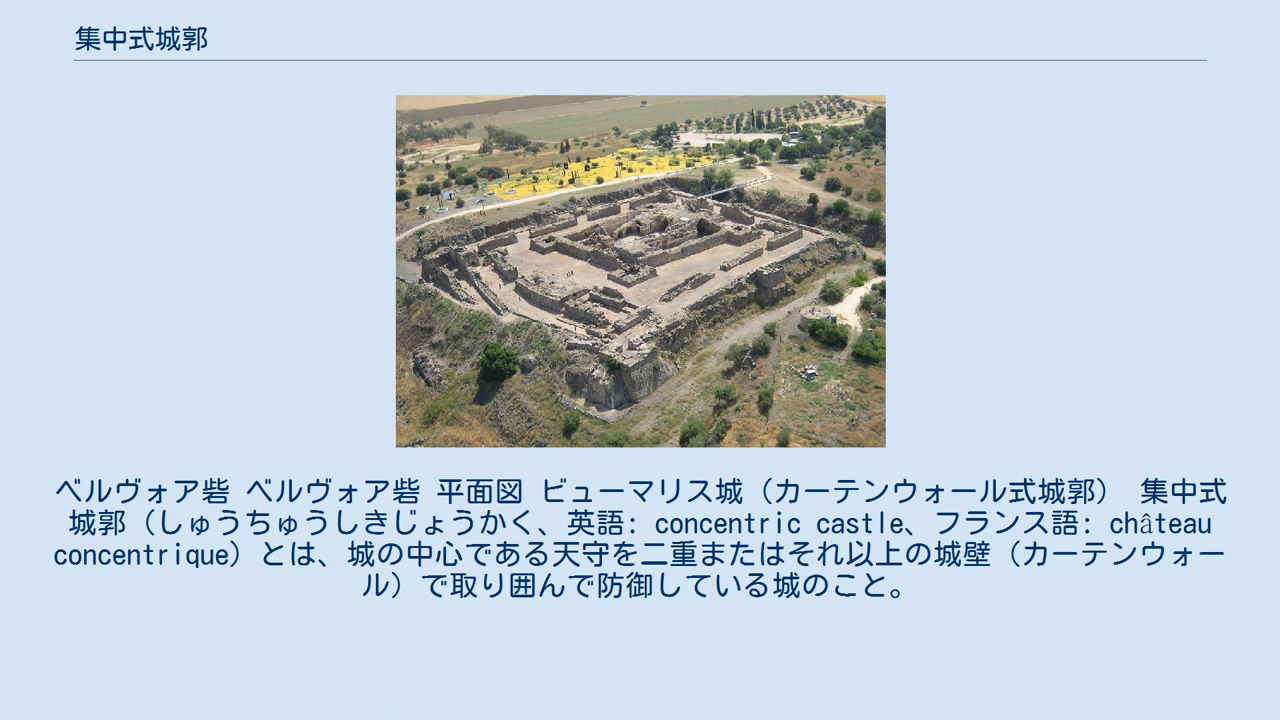 集中式城郭
ベルヴォア砦 ベルヴォア砦 平面図 ビューマリス城（カーテンウォール式城郭） 集中式
城郭（しゅうちゅうしきじょうかく、英語: concentric castle、フランス語: château
concentrique）とは、城の中心である天守を二重またはそれ以上の城壁（カーテンウォー
ル）で取り囲んで防御している城のこと。